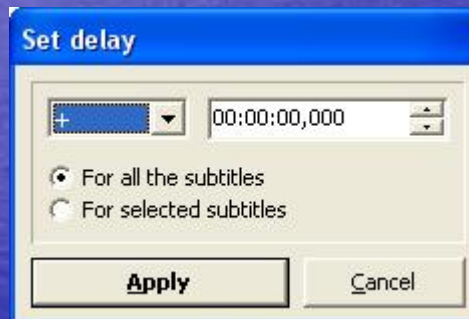 Set delay
+ 00:00:00,000
For all the subtitles
For selected subtitles
Apply Cancel